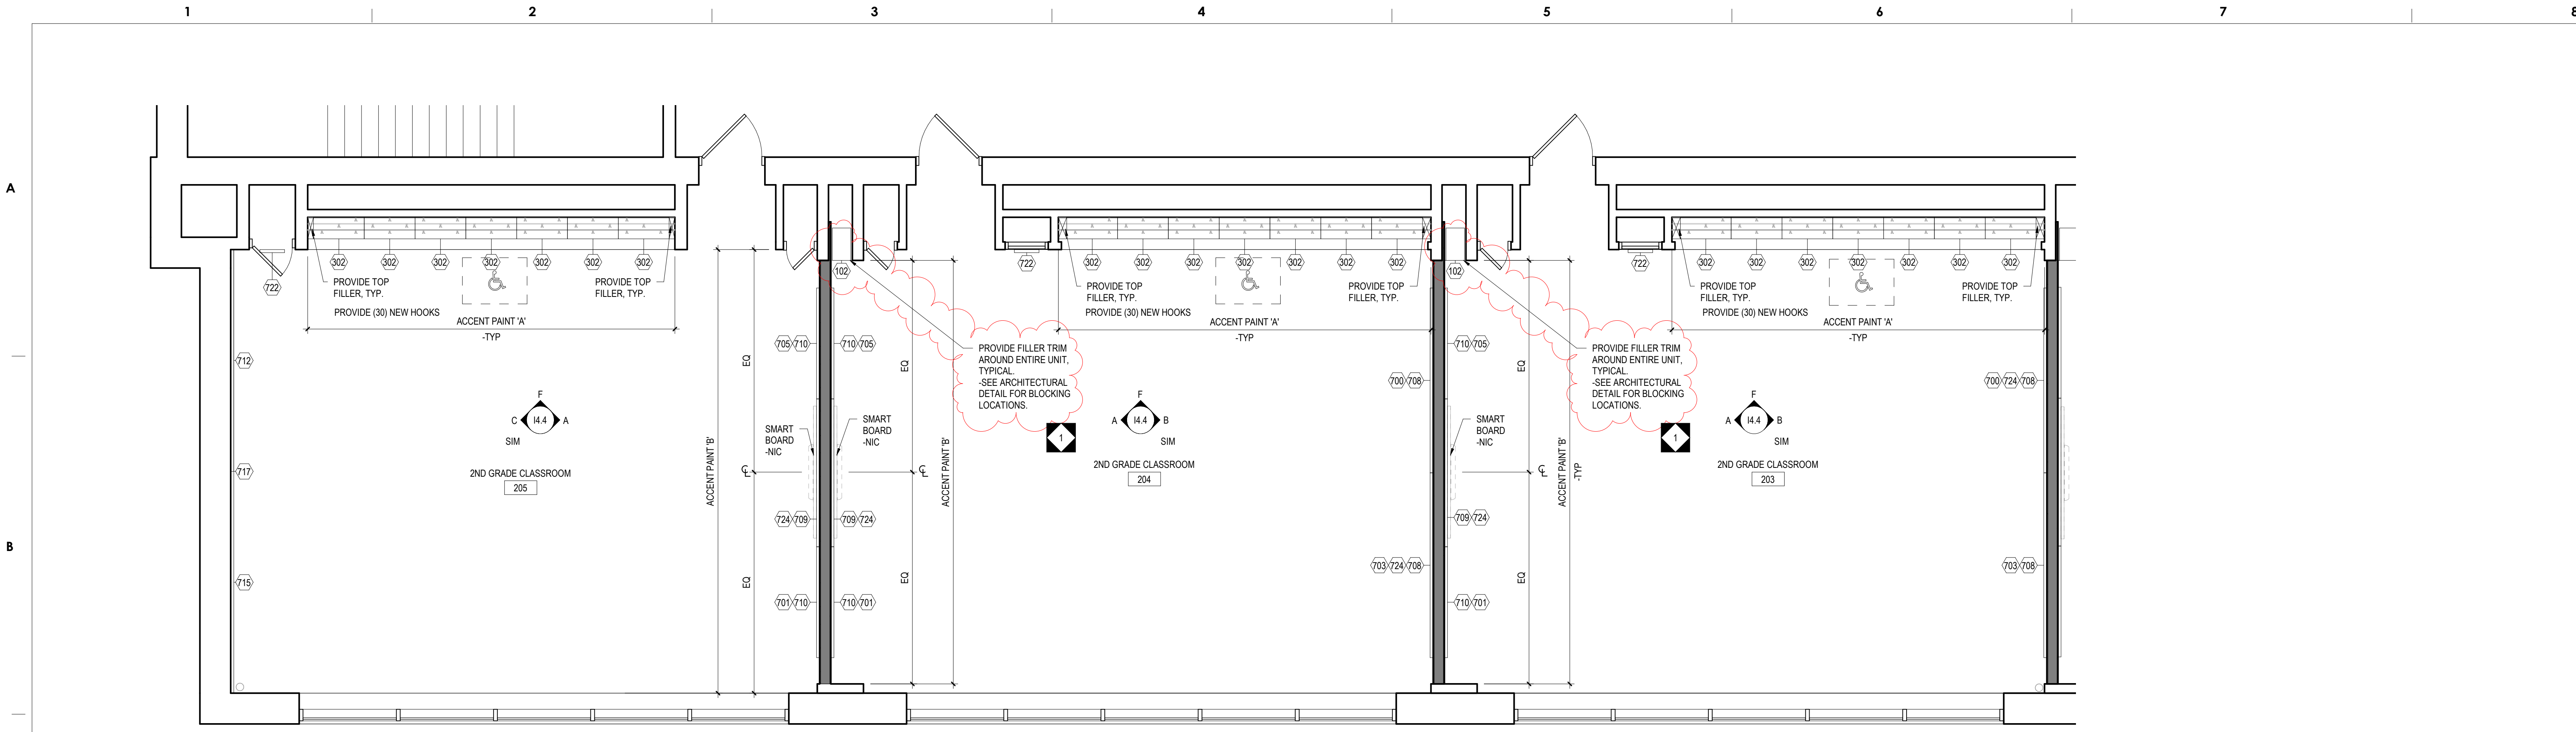 1 2 3 4 5 6 7 8
A
B
302 302 302 302 302 302 302
722
PROVIDE TOP
FILLER, TYP.
PROVIDE TOP
FILLER, TYP.
PROVIDE (30) NEW HOOKS
ACCENT PAINT 'A'
-TYP
712
717
715
F
C I4.4 A
SIM
2ND GRADE CLASSROOM
205
ACCENT PAINT 'B'
EQ
EQ
705 710
SMART
BOARD
-NIC
CL
724 709
701 710
102
710 705
SMART
BOARD
-NIC
709 724
710 701
EQ
CL
EQ
ACCENT PAINT 'B'
PROVIDE FILLER TRIM
AROUND ENTIRE UNIT,
TYPICAL.
-SEE ARCHITECTURAL
DETAIL FOR BLOCKING
LOCATIONS.
1
722
302 302 302 302 302 302 302
PROVIDE TOP
FILLER, TYP.
PROVIDE TOP
FILLER, TYP.
PROVIDE (30) NEW HOOKS
ACCENT PAINT 'A'
-TYP
F
A I4.4 B
SIM
2ND GRADE CLASSROOM
204
700 708
703 724 708
102
710 705
SMART
BOARD
-NIC
709 724
710 701
EQ
CL
EQ
ACCENT PAINT 'B'
-TYP
PROVIDE FILLER TRIM
AROUND ENTIRE UNIT,
TYPICAL.
-SEE ARCHITECTURAL
DETAIL FOR BLOCKING
LOCATIONS.
1
722
302 302 302 302 302 302 302
PROVIDE TOP
FILLER, TYP.
PROVIDE TOP
FILLER, TYP.
PROVIDE (30) NEW HOOKS
ACCENT PAINT 'A'
-TYP
F
A I4.4 B
SIM
2ND GRADE CLASSROOM
203
700 724 708
703 708